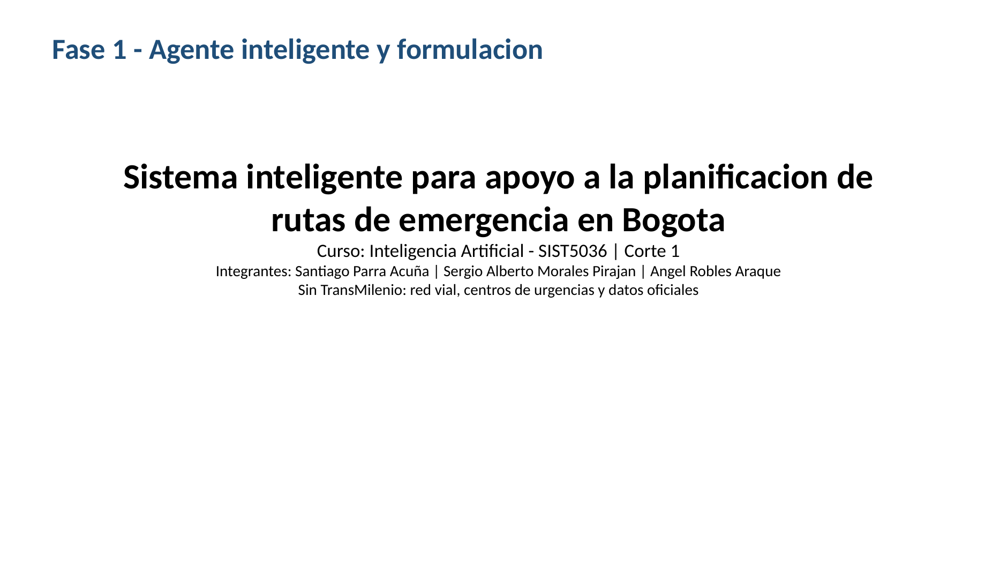 Fase 1 - Agente inteligente y formulacion
Sistema inteligente para apoyo a la planificacion de
rutas de emergencia en Bogota
Curso: Inteligencia Artificial - SIST5036 | Corte 1
Integrantes: Santiago Parra Acuña | Sergio Alberto Morales Pirajan | Angel Robles Araque
Sin TransMilenio: red vial, centros de urgencias y datos oficiales